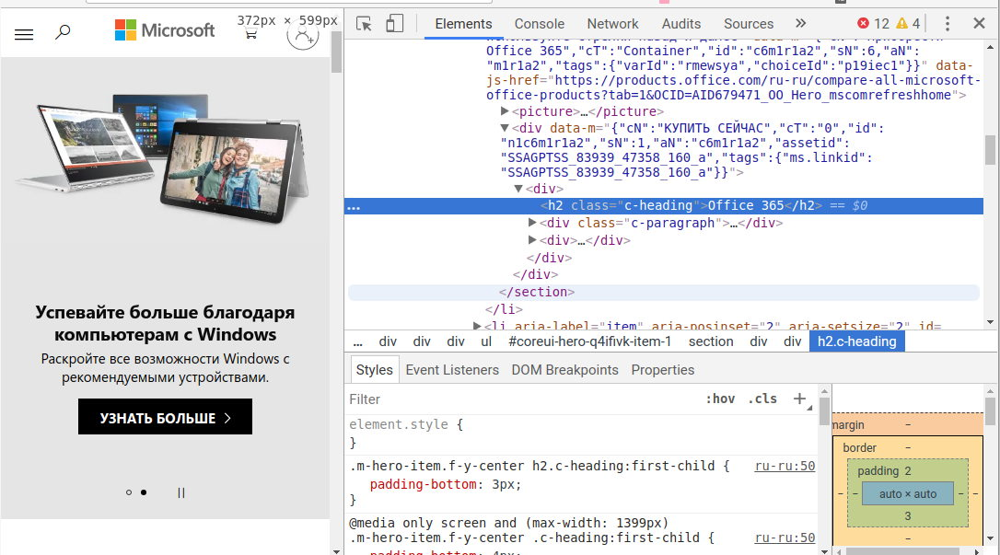 372px × 599px
Microsoft
Успевайте больше благодаря
компьютерам с Windows
Раскройте все возможности Windows с
рекомендуемыми устройствами.
УЗНАТЬ БОЛЬШЕ
Elements Console Network Audits Sources » 12 4
Office 365","cT":"Container","id":"c6m1r1a2","sN":6,"aN":
"m1r1a2","tags":{"varId":"rmewsya","choiceId":"p19iec1"}}" data-
js-href="https://products.office.com/ru-ru/compare-all-microsoft-
office-products?tab=1&OCID=AID679471_OO_Hero_mscomrefreshhome">
<picture>…</picture>
<div data-m="{"cN":"КУПИТЬ СЕЙЧАС","cT":"0","id":
"n1c6m1r1a2","sN":1,"aN":"c6m1r1a2","assetid":
"SSAGPTSS_83939_47358_160_a","tags":{"ms.linkid":
"SSAGPTSS_83939_47358_160_a"}}">
<div>
… <h2 class="c-heading">Office 365</h2> == $0
<div class="c-paragraph">…</div>
<div>…</div>
</div>
</div>
</section>
</li>
<li aria-label="item" aria-posinset="2" aria-setsize="2" id=
… div div div ul #coreui-hero-q4ifivk-item-1 section div div h2.c-heading
Styles Event Listeners DOM Breakpoints Properties
Filter :hov .cls +
element.style {
}
.m-hero-item.f-y-center h2.c-heading:first-child { ru-ru:50
padding-bottom: 3px;
}
@media only screen and (max-width: 1399px)
.m-hero-item.f-y-center .c-heading:first-child { ru-ru:50
padding-bottom: 4px;
margin –
border –
padding 2
– – auto × auto – –
3
–